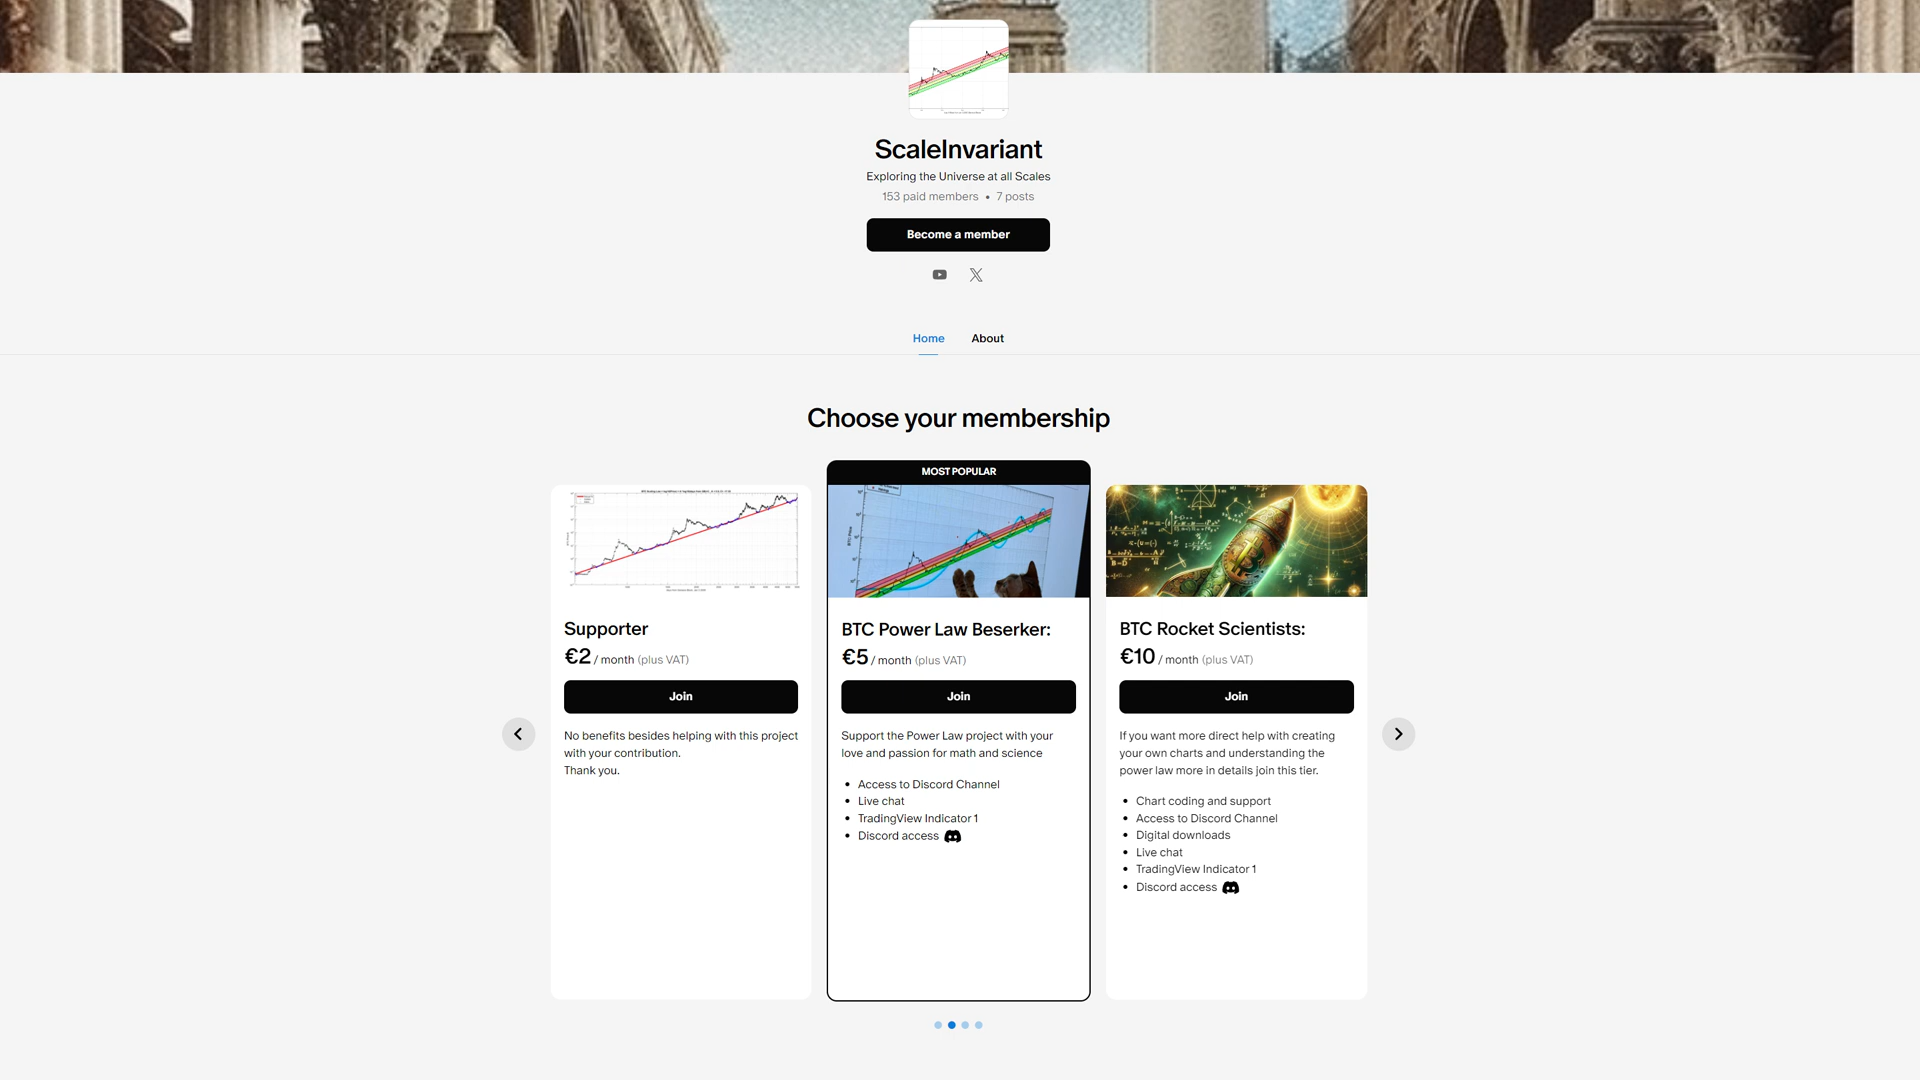 ScaleInvariant
Exploring the Universe at all Scales
153 paid members • 7 posts
Become a member
Home
About
Choose your membership
MOST POPULAR
Supporter
€2 / month (plus VAT)
Join
No benefits besides helping with this project
with your contribution.
Thank you.
BTC Power Law Beserker:
€5 / month (plus VAT)
Join
Support the Power Law project with your
love and passion for math and science
• Access to Discord Channel
• Live chat
• TradingView Indicator 1
• Discord access
BTC Rocket Scientists:
€10 / month (plus VAT)
Join
If you want more direct help with creating
your own charts and understanding the
power law more in details join this tier.
• Chart coding and support
• Access to Discord Channel
• Digital downloads
• Live chat
• TradingView Indicator 1
• Discord access